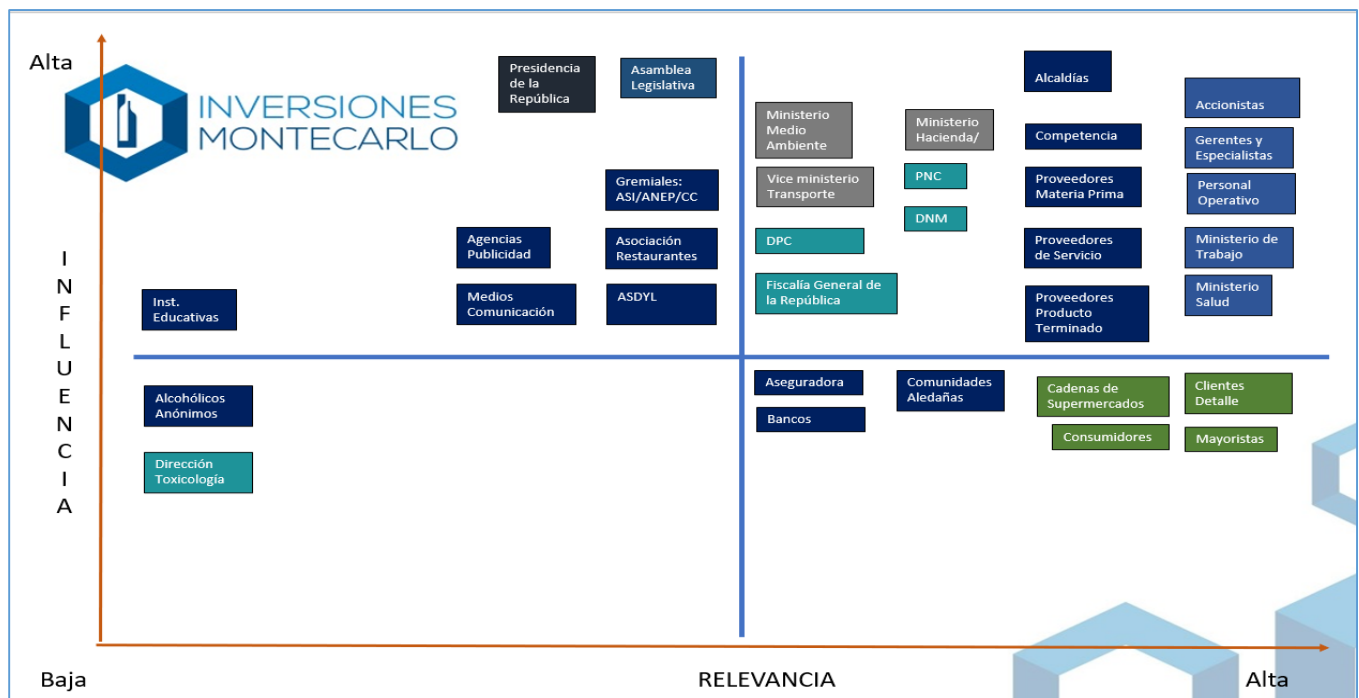 Alta
INVERSIONES
MONTECARLO
Presidencia
de la
República
Asamblea
Legislativa
Gremiales:
ASI/ANEP/CC
Agencias
Publicidad
Asociación
Restaurantes
Inst.
Educativas
Medios
Comunicación
ASDYL
Ministerio
Medio
Ambiente
Ministerio
Hacienda/
Alcaldías
Accionistas
Competencia
Gerentes y
Especialistas
Vice ministerio
Transporte
PNC
Proveedores
Materia Prima
Personal
Operativo
DNM
DPC
Proveedores
de Servicio
Ministerio de
Trabajo
Fiscalía General de
la República
Proveedores
Producto
Terminado
Ministerio
Salud
INFLUENCIA
Alcohólicos
Anónimos
Dirección
Toxicología
Aseguradora
Bancos
Comunidades
Aledañas
Cadenas de
Supermercados
Clientes
Detalle
Consumidores
Mayoristas
Baja
RELEVANCIA
Alta